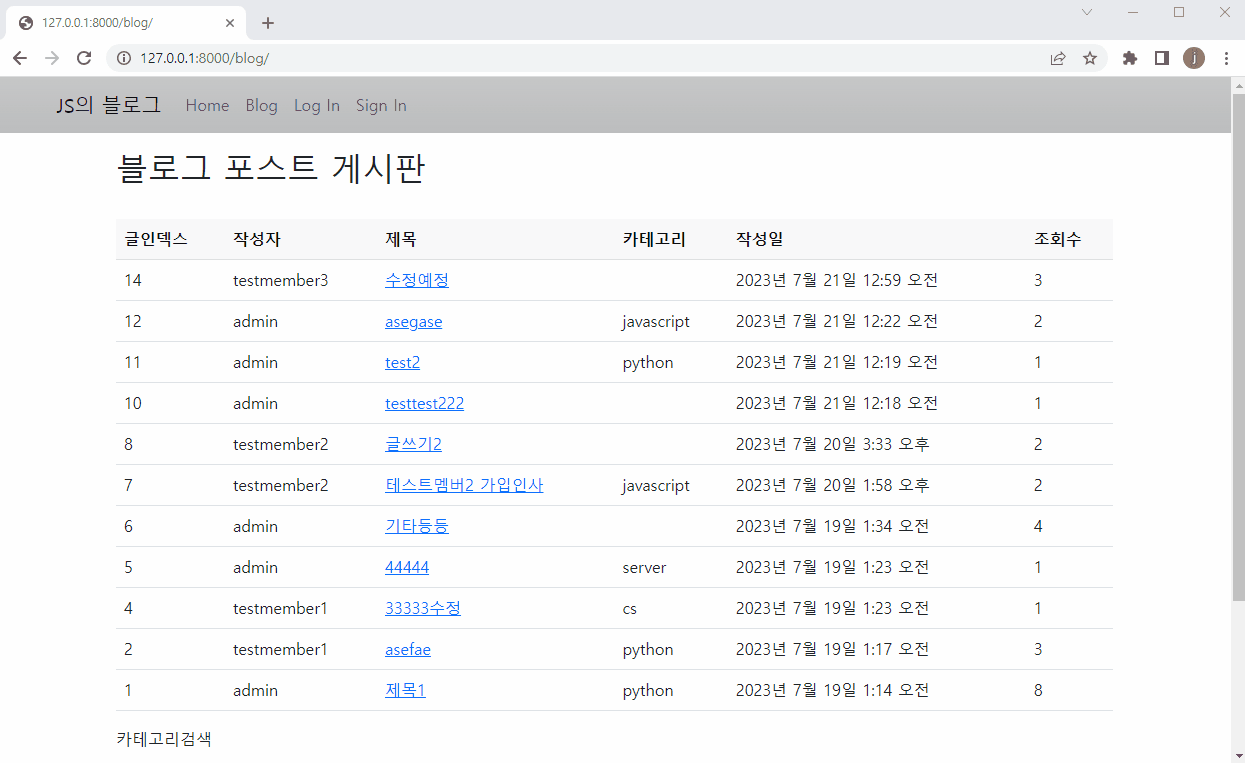 127.0.0.1:8000/blog/
127.0.0.1:8000/blog/
j
JS의 블로그 Home Blog Log In Sign In
블로그 포스트 게시판
글인덱스 작성자 제목 카테고리 작성일 조회수
14 testmember3 수정예정 2023년 7월 21일 12:59 오전 3
12 admin asegase javascript 2023년 7월 21일 12:22 오전 2
11 admin test2 python 2023년 7월 21일 12:19 오전 1
10 admin testtest222 2023년 7월 21일 12:18 오전 1
8 testmember2 글쓰기2 2023년 7월 20일 3:33 오후 2
7 testmember2 테스트멤버2 가입인사 javascript 2023년 7월 20일 1:58 오후 2
6 admin 기타등등 2023년 7월 19일 1:34 오전 4
5 admin 44444 server 2023년 7월 19일 1:23 오전 1
4 testmember1 33333수정 cs 2023년 7월 19일 1:23 오전 1
2 testmember1 asefae python 2023년 7월 19일 1:17 오전 3
1 admin 제목1 python 2023년 7월 19일 1:14 오전 8
카테고리검색